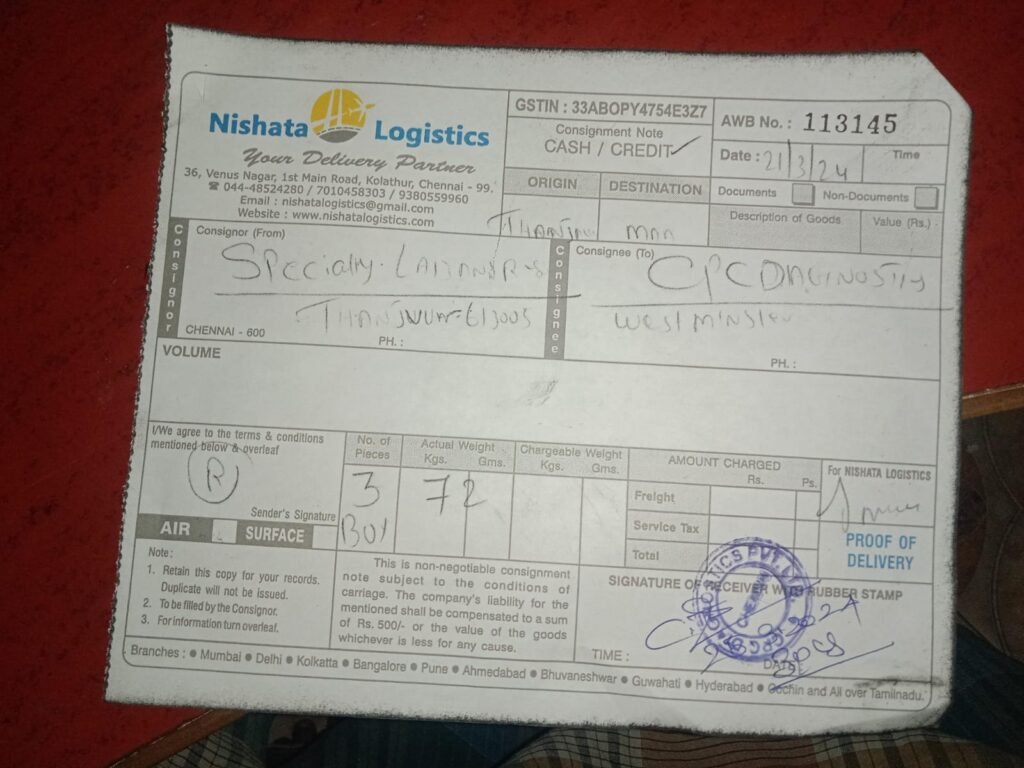 Nishata Logistics
Your Delivery Partner
36, Venus Nagar, 1st Main Road, Kolathur, Chennai - 99.
☎ 044-48524280 / 7010458303 / 9380559960
Email : nishatalogistics@gmail.com
Website : www.nishatalogistics.com
GSTIN : 33ABOPY4754E3Z7
Consignment Note
CASH / CREDIT ✓
AWB No. : 113145
Date : 21/3/24
Time
ORIGIN
DESTINATION
MAA
Documents
Non-Documents
Description of Goods
Value (Rs.)
Consignor
Consignor (From)
Specialty
CHENNAI - 600
PH. :
Consignee
Consignee (To)
CPC
PH. :
VOLUME
I/We agree to the terms & conditions
mentioned below & overleaf
R
Sender's Signature
AIR
SURFACE
No. of
Pieces
3
Box
Actual Weight
Kgs. Gms.
72
Chargeable Weight
Kgs. Gms.
AMOUNT CHARGED
Rs. Ps.
Freight
Service Tax
Total
For NISHATA LOGISTICS
PROOF OF
DELIVERY
Note :
1. Retain this copy for your records.
Duplicate will not be issued.
2. To be filled by the Consignor.
3. For information turn overleaf.
This is non-negotiable consignment
note subject to the conditions of
carriage. The company's liability for the
mentioned shall be compensated to a sum
of Rs. 500/- or the value of the goods
whichever is less for any cause.
SIGNATURE OF RECEIVER WITH RUBBER STAMP
PVT. LTD.
CHENNAI
TIME :
DATE :
Branches : ● Mumbai ● Delhi ● Kolkatta ● Bangalore ● Pune ● Ahmedabad ● Bhuvaneshwar ● Guwahati ● Hyderabad ● Cochin and All over Tamilnadu.